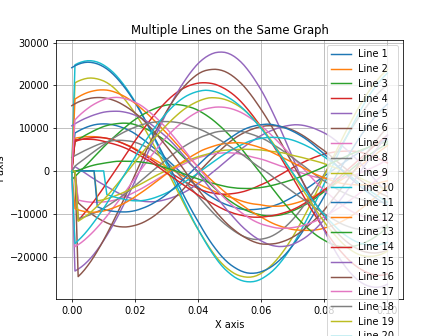 Multiple Lines on the Same Graph
30000
20000
10000
0
−10000
−20000
0.00
0.02
0.04
0.06
X axis
Line 1
Line 2
Line 3
Line 4
Line 5
Line 6
Line 7
Line 8
Line 9
Line 10
Line 11
Line 12
Line 13
Line 14
Line 15
Line 16
Line 17
Line 18
Line 19
Line 20